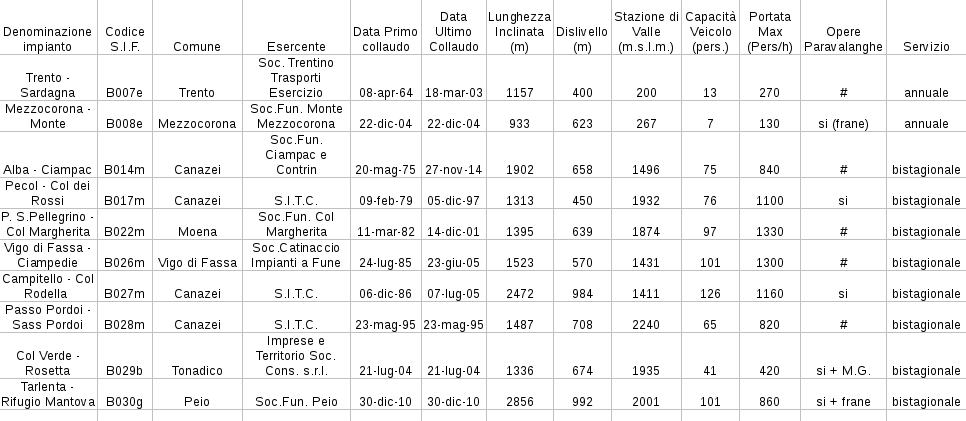 Denominazione impianto Codice S.I.F. Comune Esercente Data Primo collaudo Data Ultimo Collaudo Lunghezza Inclinata (m) Dislivello (m) Stazione di Valle (m.s.l.m.) Capacità Veicolo (pers.) Portata Max (Pers/h) Opere Paravalanghe Servizio
Trento - Sardagna B007e Trento Soc. Trentino Trasporti Esercizio 08-apr-64 18-mar-03 1157 400 200 13 270 # annuale
Mezzocorona - Monte B008e Mezzocorona Soc.Fun. Monte Mezzocorona 22-dic-04 22-dic-04 933 623 267 7 130 si (frane) annuale
Alba - Ciampac B014m Canazei Soc.Fun. Ciampac e Contrin 20-mag-75 27-nov-14 1902 658 1496 75 840 # bistagionale
Pecol - Col dei Rossi B017m Canazei S.I.T.C. 09-feb-79 05-dic-97 1313 450 1932 76 1100 si bistagionale
P. S.Pellegrino - Col Margherita B022m Moena Soc.Fun. Col Margherita 11-mar-82 14-dic-01 1395 639 1874 97 1330 # bistagionale
Vigo di Fassa - Ciampedie B026m Vigo di Fassa Soc.Catinaccio Impianti a Fune 24-lug-85 23-giu-05 1523 570 1431 101 1300 # bistagionale
Campitello - Col Rodella B027m Canazei S.I.T.C. 06-dic-86 07-lug-05 2472 984 1411 126 1160 si bistagionale
Passo Pordoi - Sass Pordoi B028m Canazei S.I.T.C. 23-mag-95 23-mag-95 1487 708 2240 65 820 # bistagionale
Col Verde - Rosetta B029b Tonadico Imprese e Territorio Soc. Cons. s.r.l. 21-lug-04 21-lug-04 1336 674 1935 41 420 si + M.G. bistagionale
Tarlenta - Rifugio Mantova B030g Peio Soc.Fun. Peio 30-dic-10 30-dic-10 2856 992 2001 101 860 si + frane bistagionale